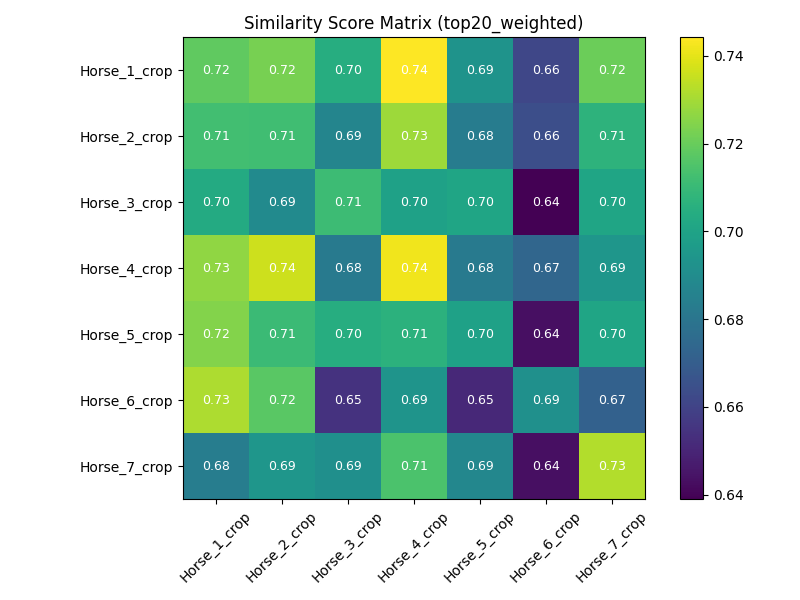 Similarity Score Matrix (top20_weighted)
Horse_1_crop 0.72 0.72 0.70 0.74 0.69 0.66 0.72
Horse_2_crop 0.71 0.71 0.69 0.73 0.68 0.66 0.71
Horse_3_crop 0.70 0.69 0.71 0.70 0.70 0.64 0.70
Horse_4_crop 0.73 0.74 0.68 0.74 0.68 0.67 0.69
Horse_5_crop 0.72 0.71 0.70 0.71 0.70 0.64 0.70
Horse_6_crop 0.73 0.72 0.65 0.69 0.65 0.69 0.67
Horse_7_crop 0.68 0.69 0.69 0.71 0.69 0.64 0.73
Horse_1_crop Horse_2_crop Horse_3_crop Horse_4_crop Horse_5_crop Horse_6_crop Horse_7_crop
0.74
0.72
0.70
0.68
0.66
0.64